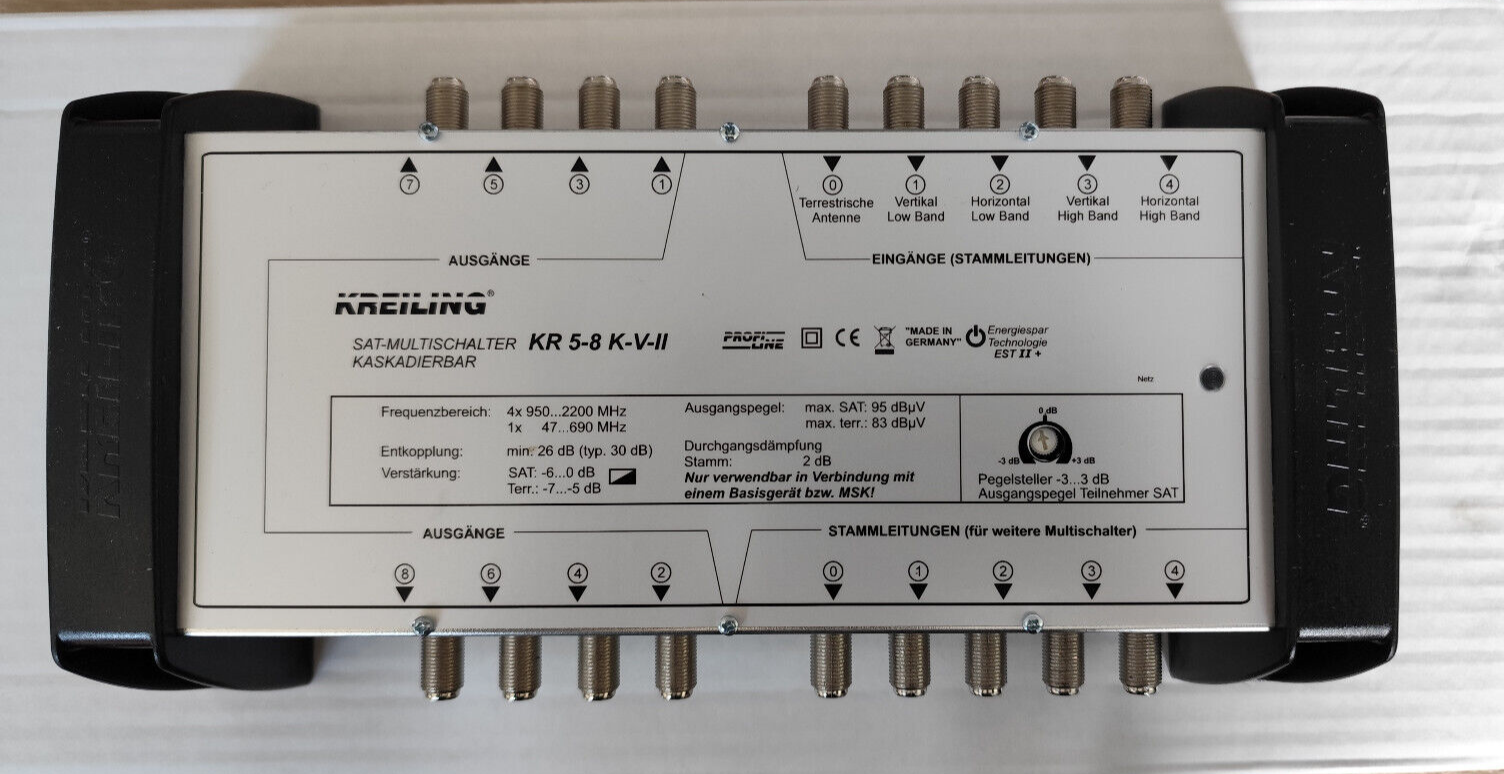 7 5 3 1
0 1 2 3 4
Terrestrische Antenne
Vertikal Low Band
Horizontal Low Band
Vertikal High Band
Horizontal High Band
AUSGÄNGE
EINGÄNGE (STAMMLEITUNGEN)
KREILING®
SAT-MULTISCHALTER KR 5-8 K-V-II
KASKADIERBAR
PROFI LINE
CE
"MADE IN
GERMANY"
Energiespar
Technologie
EST II +
Netz
Frequenzbereich: 4x 950...2200 MHz
1x 47...690 MHz
Entkopplung: min. 26 dB (typ. 30 dB)
Verstärkung: SAT: -6...0 dB
Terr.: -7...-5 dB
Ausgangspegel: max. SAT: 95 dBµV
max. terr.: 83 dBµV
Durchgangsdämpfung
Stamm: 2 dB
Nur verwendbar in Verbindung mit
einem Basisgerät bzw. MSK!
0 dB
-3 dB +3 dB
Pegelsteller -3...3 dB
Ausgangspegel Teilnehmer SAT
AUSGÄNGE
STAMMLEITUNGEN (für weitere Multischalter)
8 6 4 2
0 1 2 3 4
KREILING®